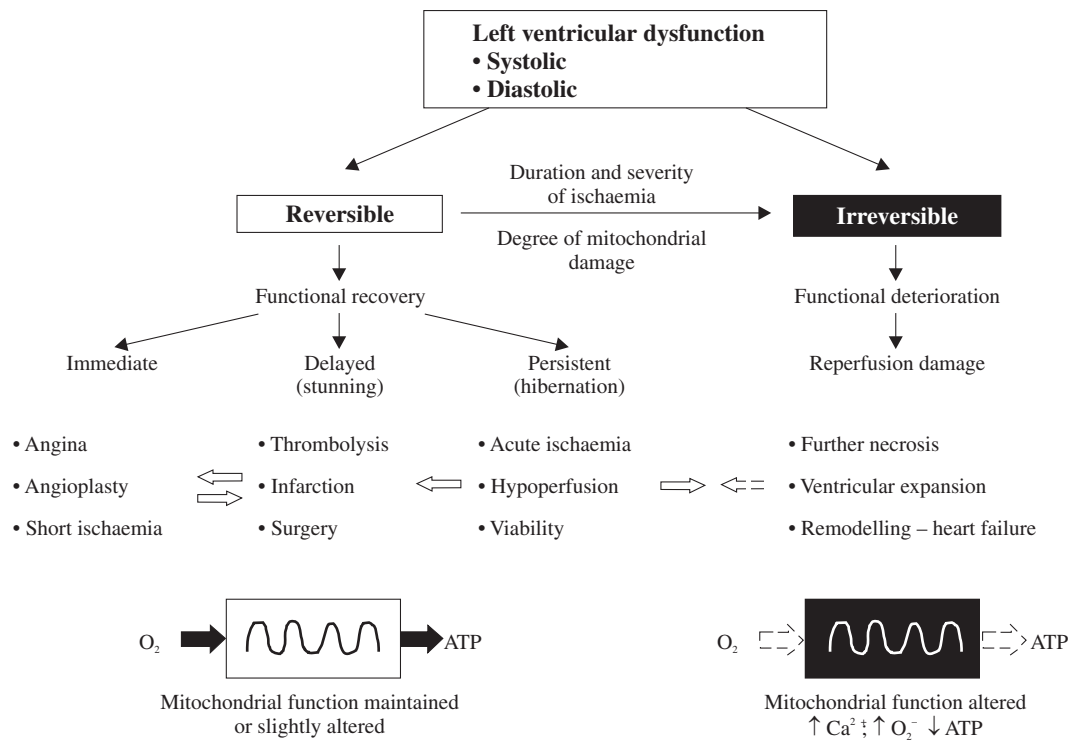 Left ventricular dysfunction
• Systolic
• Diastolic
Duration and severity
of ischaemia
Reversible
Irreversible
Degree of mitochondrial
damage
Functional recovery
Functional deterioration
Immediate
Delayed
(stunning)
Persistent
(hibernation)
Reperfusion damage
• Angina
• Angioplasty
• Short ischaemia
• Thrombolysis
• Infarction
• Surgery
• Acute ischaemia
• Hypoperfusion
• Viability
• Further necrosis
• Ventricular expansion
• Remodelling – heart failure
O₂
ATP
Mitochondrial function maintained
or slightly altered
O₂
ATP
Mitochondrial function altered
↑ Ca²⁺; ↑ O₂⁻ ↓ ATP